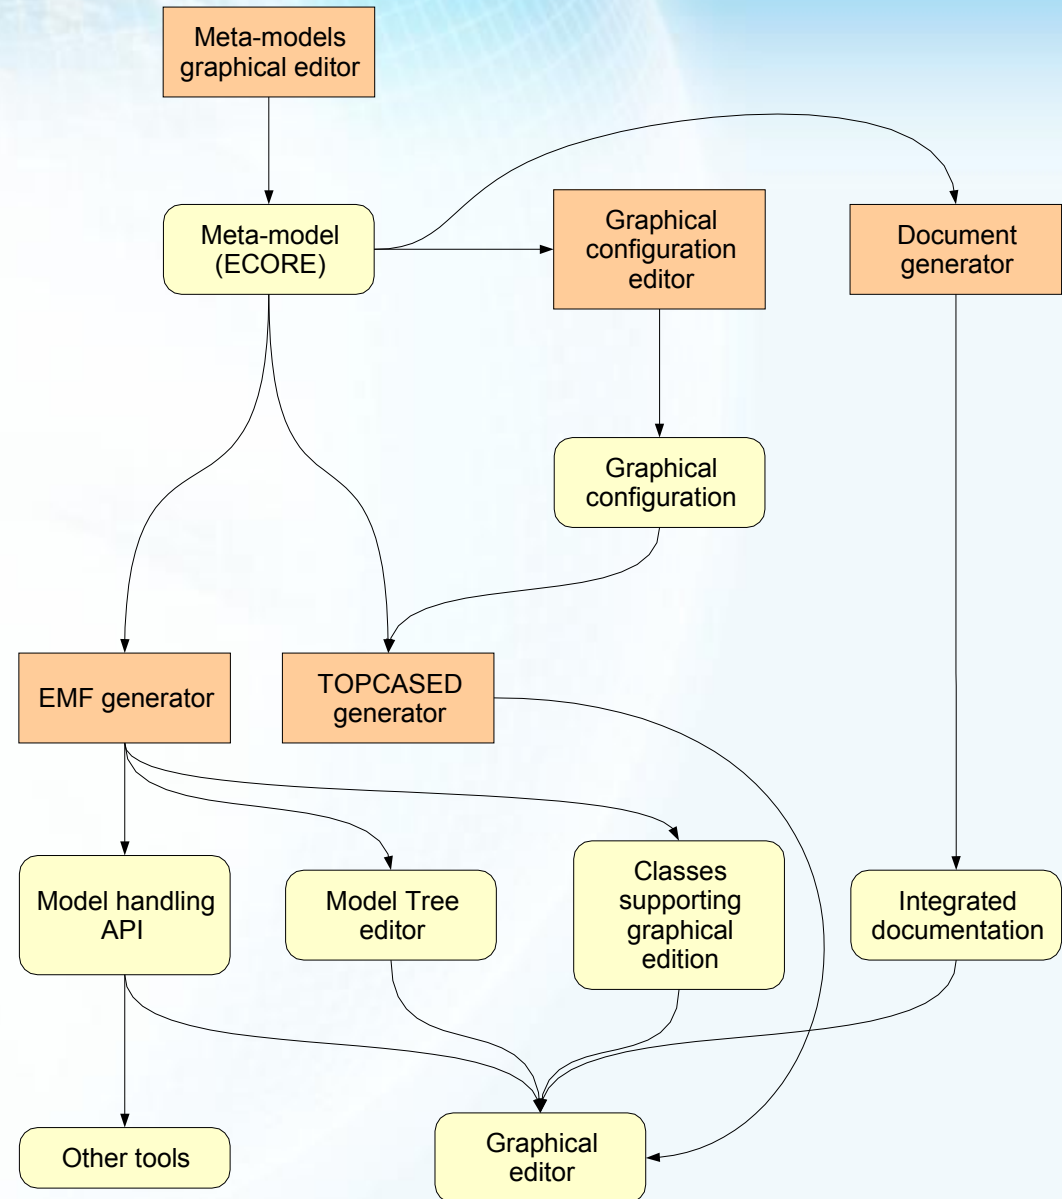 Meta-models
graphical editor
Meta-model
(ECORE)
Graphical
configuration
editor
Document
generator
Graphical
configuration
EMF generator
TOPCASED
generator
Model handling
API
Model Tree
editor
Classes
supporting
graphical
edition
Integrated
documentation
Other tools
Graphical
editor